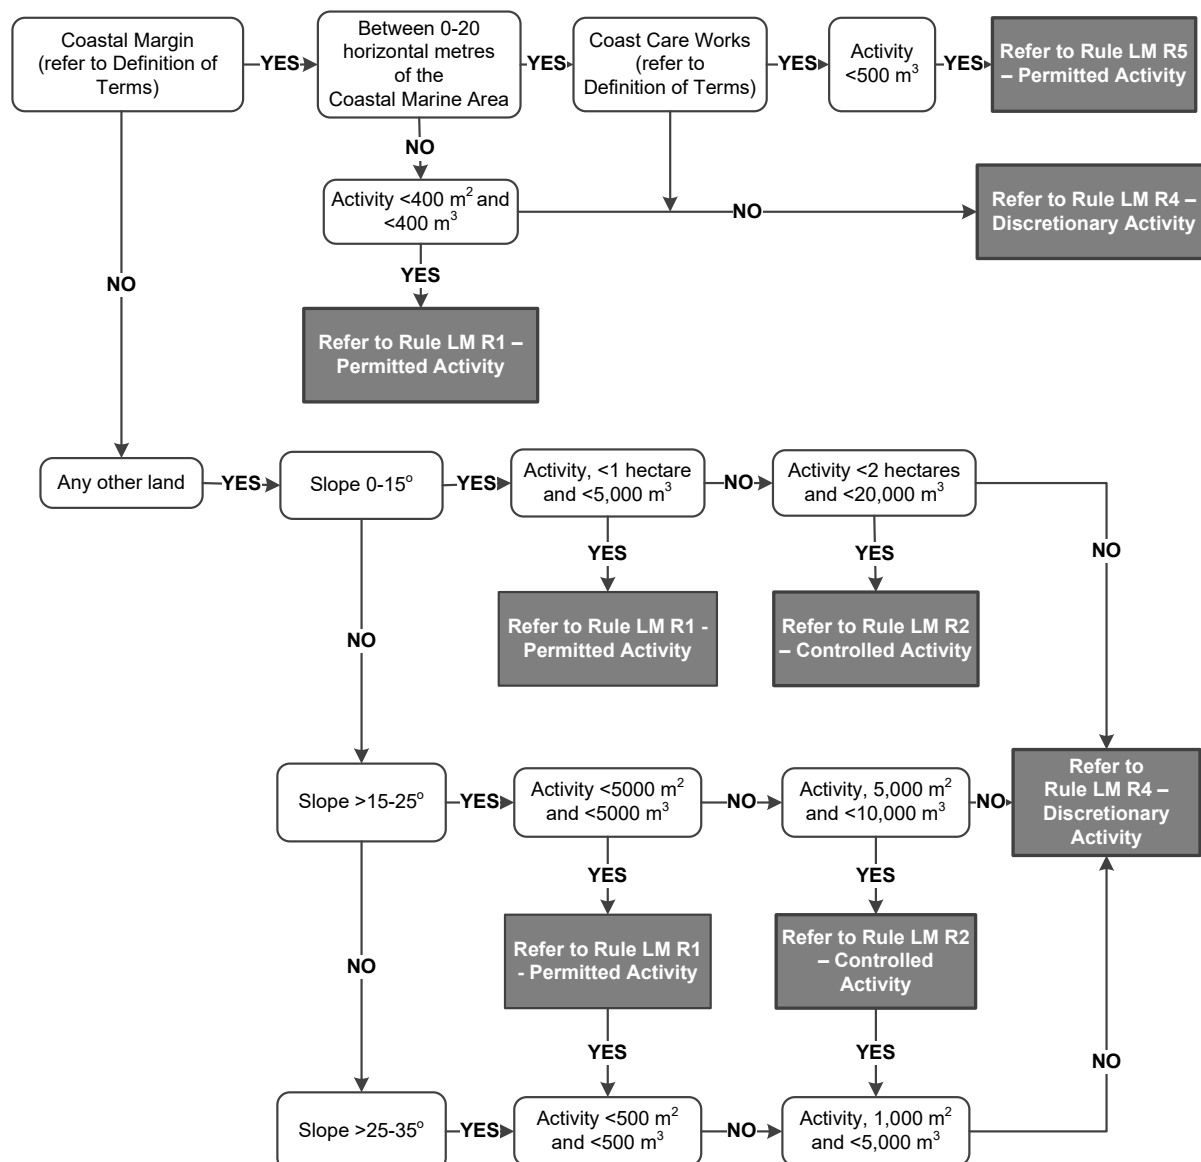 Coastal Margin
(refer to Definition of
Terms)
YES
Between 0-20
horizontal metres
of the
Coastal Marine Area
YES
Coast Care Works
(refer to
Definition of Terms)
YES
Activity
<500 m³
YES
Refer to Rule LM R5
– Permitted Activity
NO
Activity <400 m² and
<400 m³
NO
Refer to Rule LM R4 –
Discretionary Activity
NO
YES
Refer to Rule LM R1 –
Permitted Activity
Any other land
YES
Slope 0-15°
YES
Activity, <1 hectare
and <5,000 m³
NO
Activity <2 hectares
and <20,000 m³
NO
YES
YES
Refer to Rule LM R1 -
Permitted Activity
Refer to Rule LM R2
– Controlled Activity
NO
Slope >15-25°
YES
Activity <5000 m²
and <5000 m³
NO
Activity, 5,000 m²
and <10,000 m³
NO
Refer to
Rule LM R4 –
Discretionary
Activity
YES
YES
Refer to Rule LM R1
- Permitted Activity
Refer to Rule LM R2
– Controlled
Activity
NO
YES
YES
NO
Slope >25-35°
YES
Activity <500 m²
and <500 m³
NO
Activity, 1,000 m²
and <5,000 m³